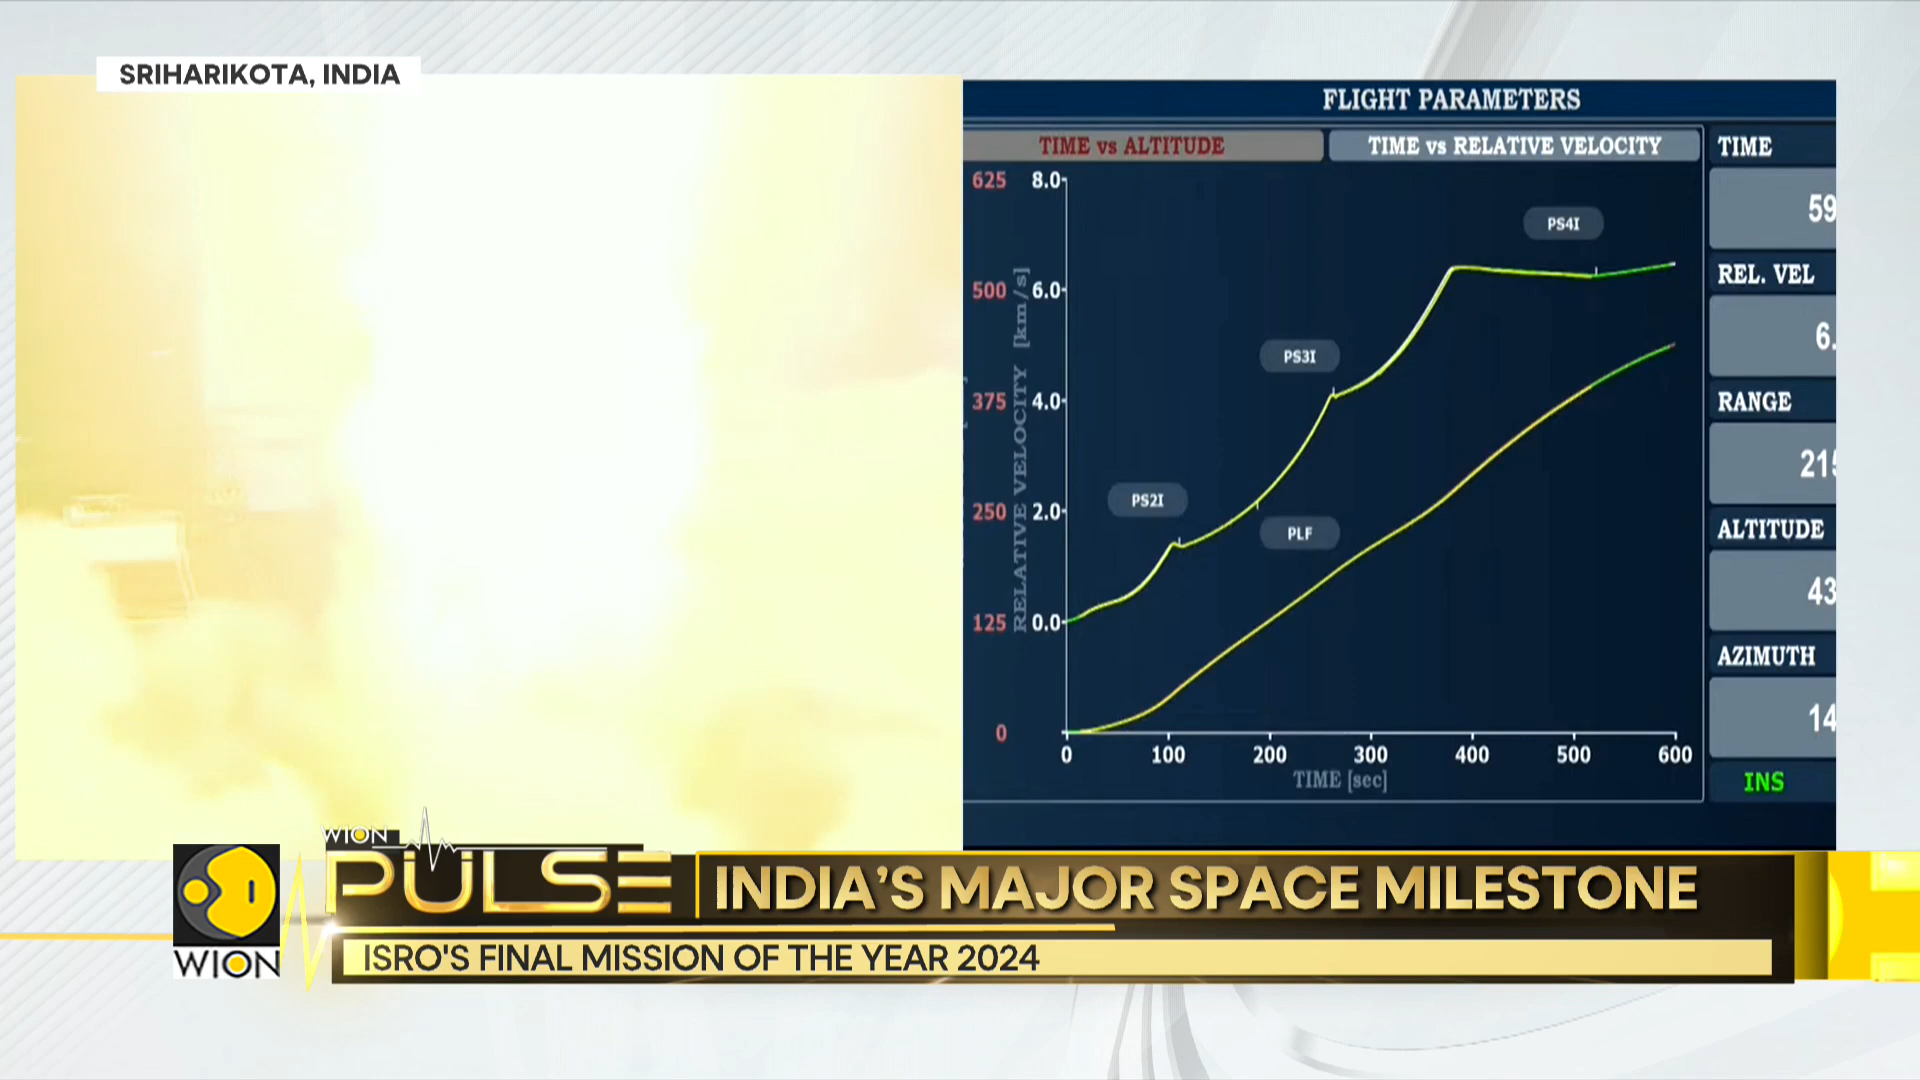 SRIHARIKOTA, INDIA
FLIGHT PARAMETERS
TIME vs ALTITUDE
TIME vs RELATIVE VELOCITY
TIME
59
REL. VEL
6.
RANGE
215
ALTITUDE
43
AZIMUTH
14
INS
625
500
375
250
125
0
RELATIVE VELOCITY [km/s]
8.0
6.0
4.0
2.0
0.0
PS4I
PS3I
PS2I
PLF
0 100 200 300 400 500 600
TIME [sec]
WION
PULSE
INDIA'S MAJOR SPACE MILESTONE
ISRO'S FINAL MISSION OF THE YEAR 2024
WION